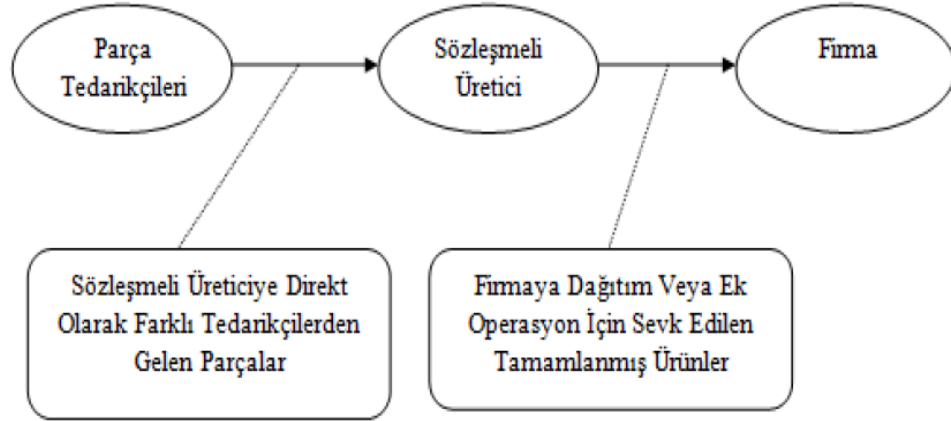 Parça
Tedarikçileri
Sözleşmeli
Üretici
Firma
Sözleşmeli Üreticiye Direkt
Olarak Farklı Tedarikçilerden
Gelen Parçalar
Firmaya Dağıtım Veya Ek
Operasyon İçin Sevk Edilen
Tamamlanmış Ürünler